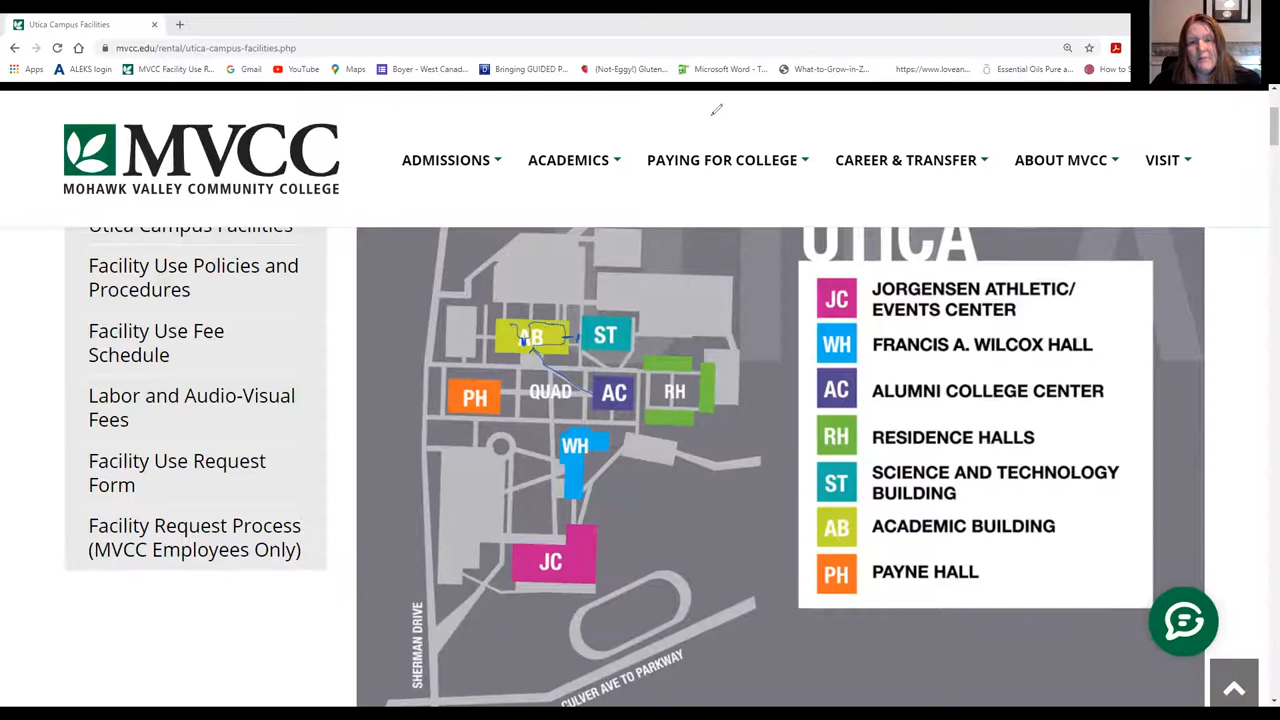 Utica Campus Facilities
mvcc.edu/rental/utica-campus-facilities.php
Apps
ALEKS login
MVCC Facility Use R...
Gmail
YouTube
Maps
Boyer - West Canad...
Bringing GUIDED P...
(Not-Eggy!) Gluten...
Microsoft Word - T...
What-to-Grow-in-Z...
https://www.lovean...
Essential Oils Pure a...
How to S
MVCC
MOHAWK VALLEY COMMUNITY COLLEGE
ADMISSIONS
ACADEMICS
PAYING FOR COLLEGE
CAREER & TRANSFER
ABOUT MVCC
VISIT
Utica Campus Facilities
Facility Use Policies and
Procedures
Facility Use Fee
Schedule
Labor and Audio-Visual
Fees
Facility Use Request
Form
Facility Request Process
(MVCC Employees Only)
AB
ST
PH
QUAD
AC
RH
WH
JC
SHERMAN DRIVE
CULVER AVE TO PARKWAY
UTICA
JC JORGENSEN ATHLETIC/
EVENTS CENTER
WH FRANCIS A. WILCOX HALL
AC ALUMNI COLLEGE CENTER
RH RESIDENCE HALLS
ST SCIENCE AND TECHNOLOGY
BUILDING
AB ACADEMIC BUILDING
PH PAYNE HALL